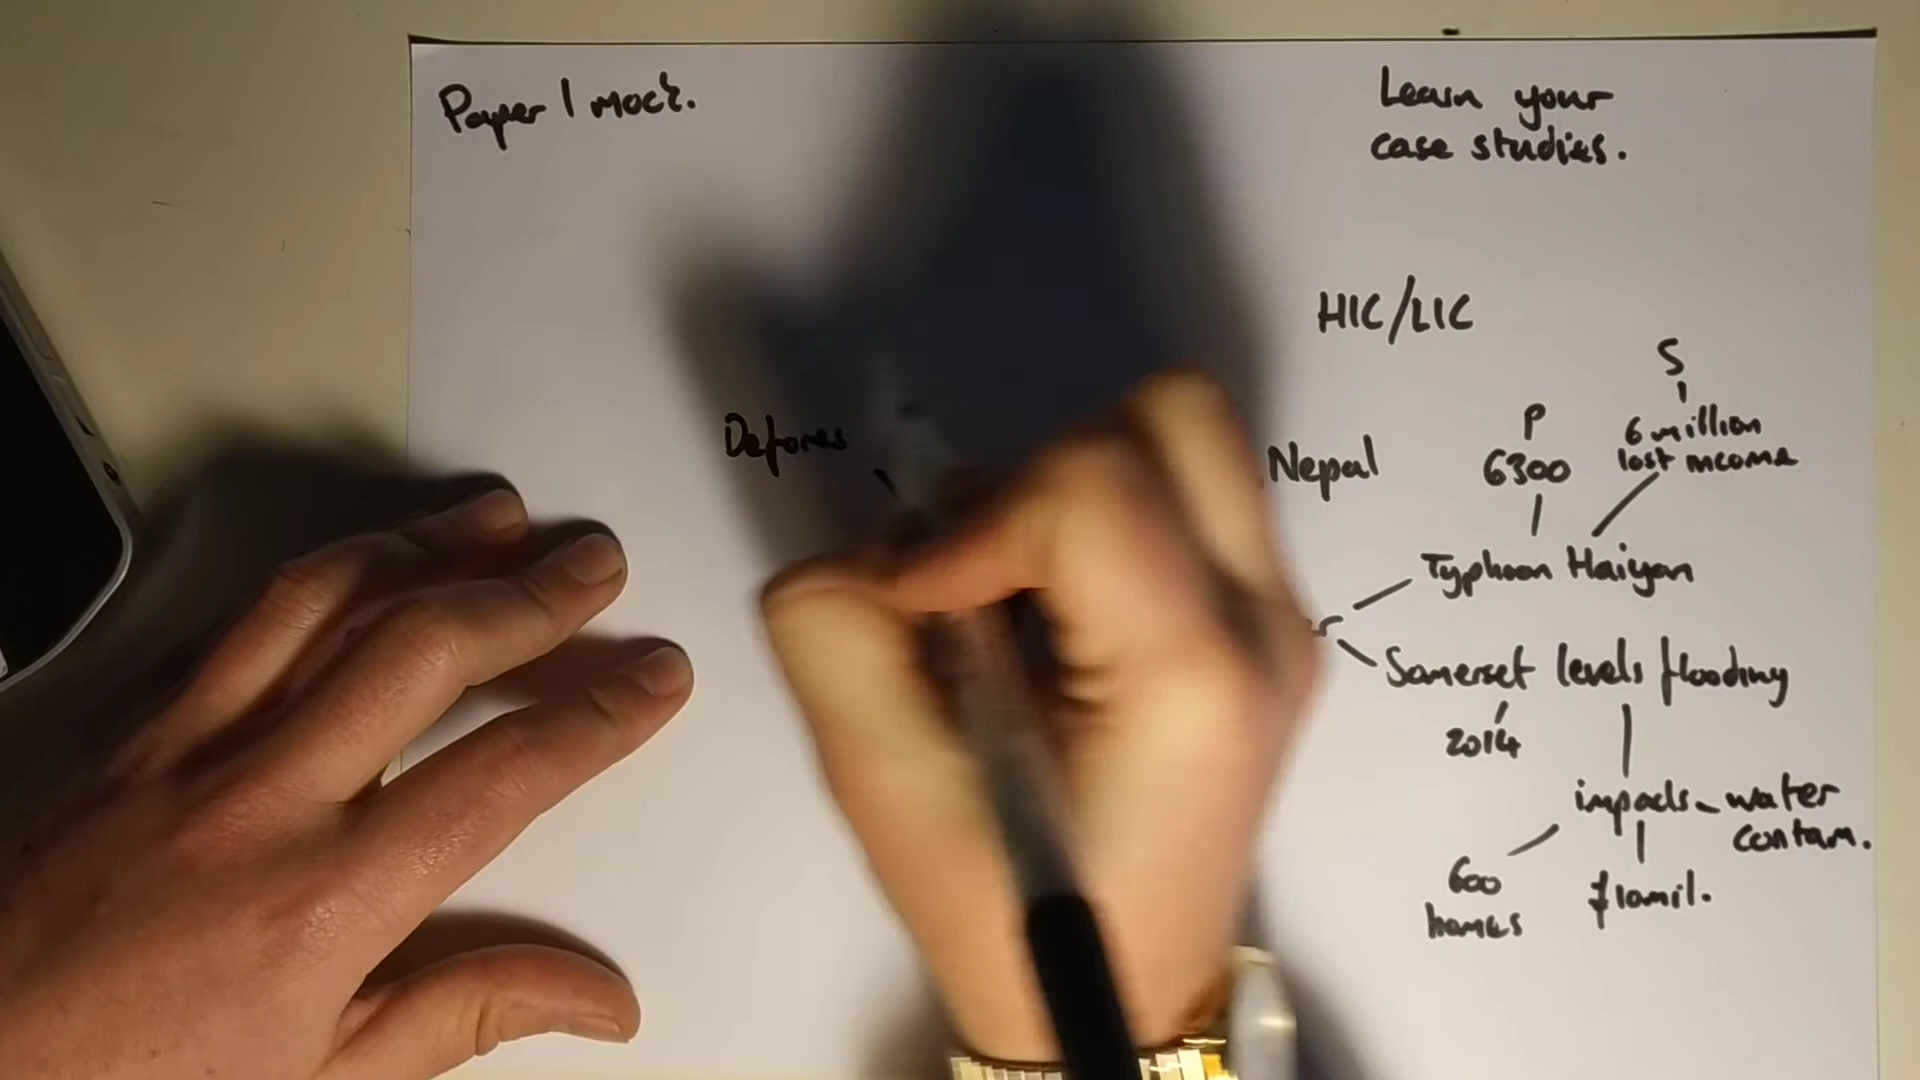 Paper 1 mock.
Learn your
case studies.
HIC/LIC
S
P
6 million
lost income
6300
Nepal
Defores
Typhoon Haiyan
Somerset levels flooding
2014
impacts - water
contam.
600
homes
£10mil.